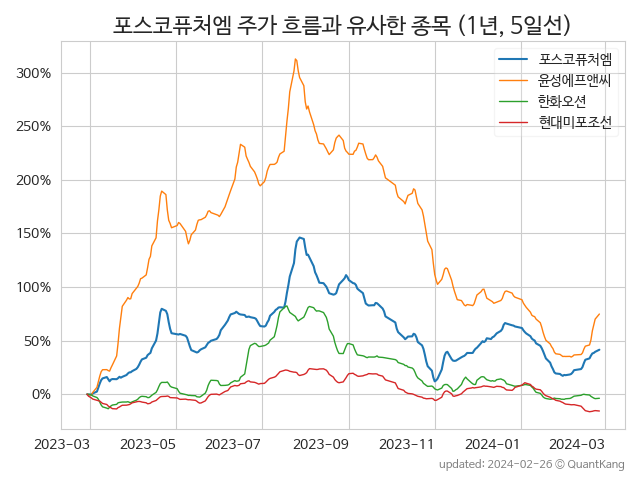 포스코퓨처엠 주가 흐름과 유사한 종목 (1년, 5일선)
포스코퓨처엠
윤성에프앤씨
한화오션
현대미포조선
300%
250%
200%
150%
100%
50%
0%
2023-03
2023-05
2023-07
2023-09
2023-11
2024-01
2024-03
updated: 2024-02-26 © QuantKang